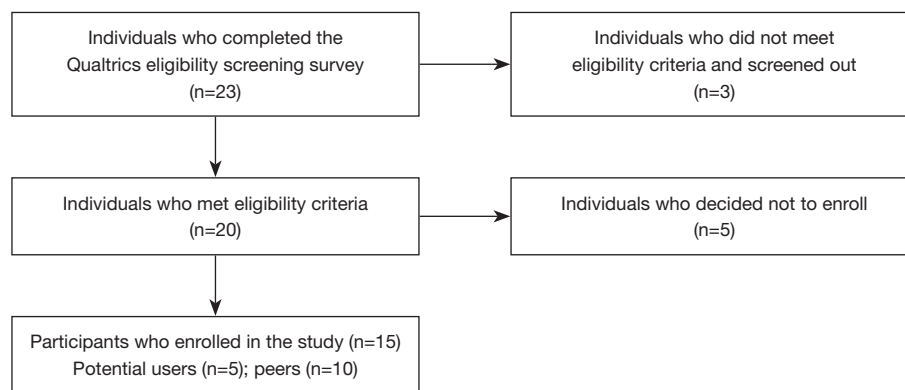 Individuals who completed the
Qualtrics eligibility screening survey
(n=23)
Individuals who did not meet
eligibility criteria and screened out
(n=3)
Individuals who met eligibility criteria
(n=20)
Individuals who decided not to enroll
(n=5)
Participants who enrolled in the study (n=15)
Potential users (n=5); peers (n=10)